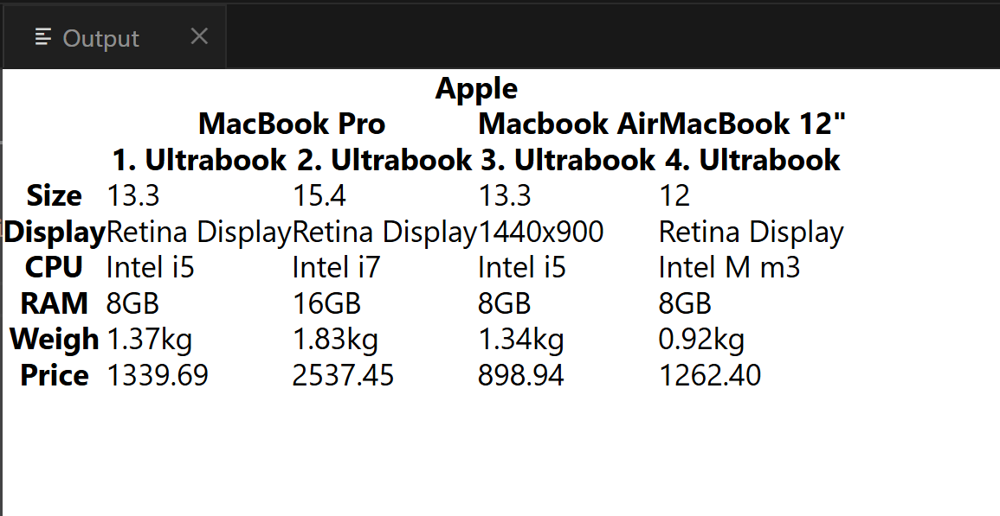 Output
Apple
MacBook Pro Macbook Air MacBook 12"
1. Ultrabook 2. Ultrabook 3. Ultrabook 4. Ultrabook
Size 13.3 15.4 13.3 12
Display Retina Display Retina Display 1440x900 Retina Display
CPU Intel i5 Intel i7 Intel i5 Intel M m3
RAM 8GB 16GB 8GB 8GB
Weigh 1.37kg 1.83kg 1.34kg 0.92kg
Price 1339.69 2537.45 898.94 1262.40